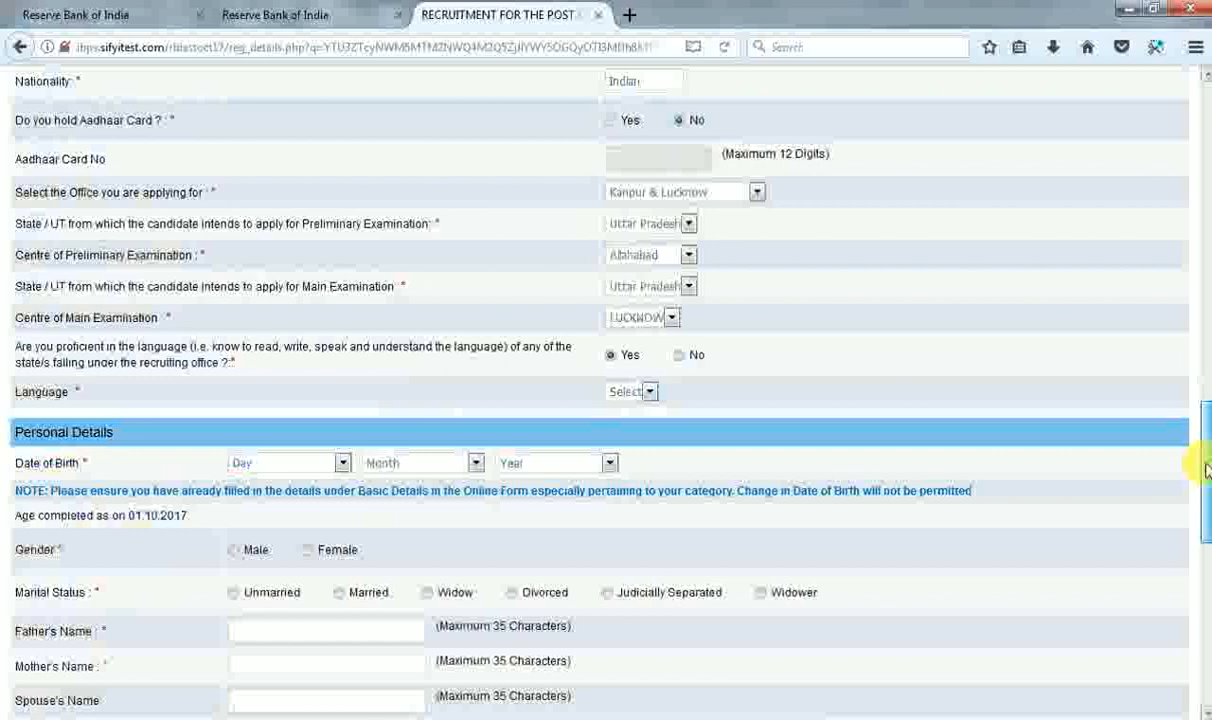 Reserve Bank of India
Reserve Bank of India
RECRUITMENT FOR THE POST
Search
Nationality: * Indian
Do you hold Aadhaar Card ? : * Yes No
Aadhaar Card No (Maximum 12 Digits)
Select the Office you are applying for : * Kanpur & Lucknow
State / UT from which the candidate intends to apply for Preliminary Examination: * Uttar Pradesh
Centre of Preliminary Examination : * Allahabad
State / UT from which the candidate intends to apply for Main Examination * Uttar Pradesh
Centre of Main Examination * LUCKNOW
Are you proficient in the language (i.e. know to read, write, speak and understand the language) of any of the
state/s falling under the recruiting office ?:* Yes No
Language * Select
Personal Details
Date of Birth * Day Month Year
NOTE: Please ensure you have already filled in the details under Basic Details in the Online Form especially pertaining to your category. Change in Date of Birth will not be permitted
Age completed as on 01.10.2017
Gender * Male Female
Marital Status : * Unmarried Married Widow Divorced Judicially Separated Widower
Father's Name : * (Maximum 35 Characters)
Mother's Name : * (Maximum 35 Characters)
Spouse's Name (Maximum 35 Characters)